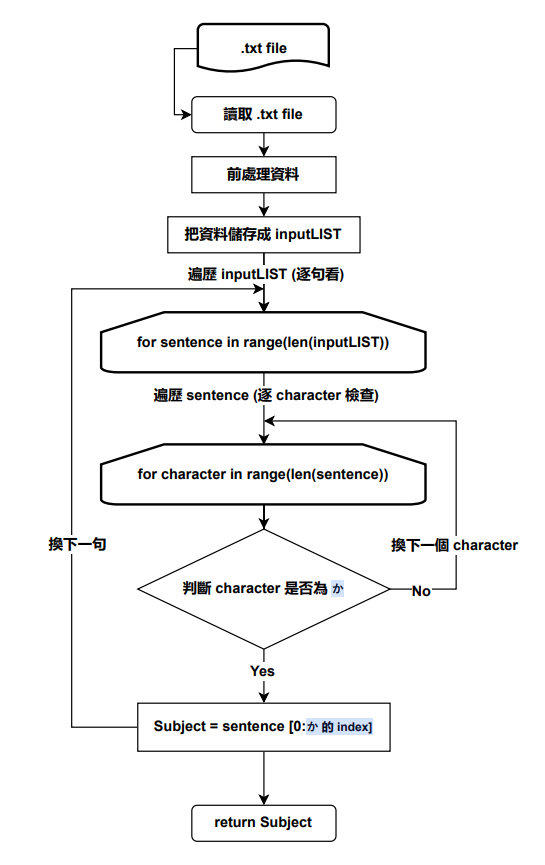 .txt file
讀取 .txt file
前處理資料
把資料儲存成 inputLIST
遍歷 inputLIST (逐句看)
for sentence in range(len(inputLIST))
遍歷 sentence (逐 character 檢查)
for character in range(len(sentence))
換下一句
換下一個 character
判斷 character 是否為 か
No
Yes
Subject = sentence [0:か 的 index]
return Subject